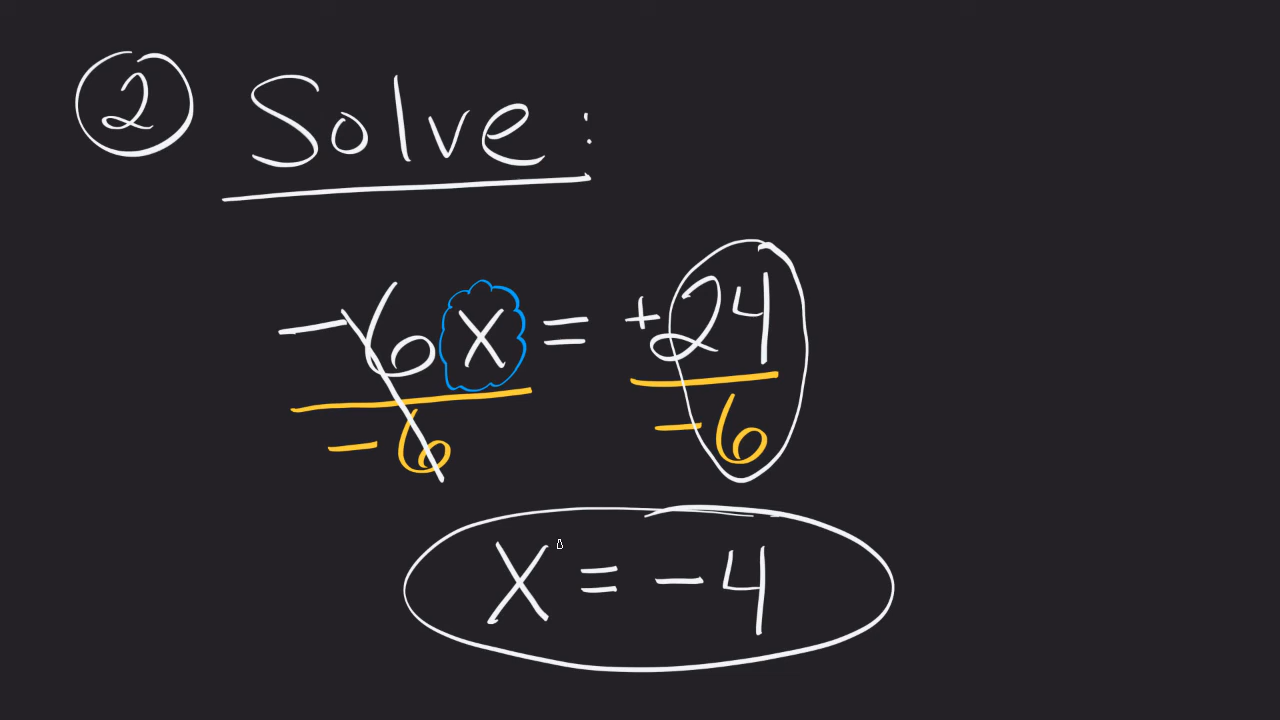 2 Solve:
-6x = +24
-6 -6
x = -4